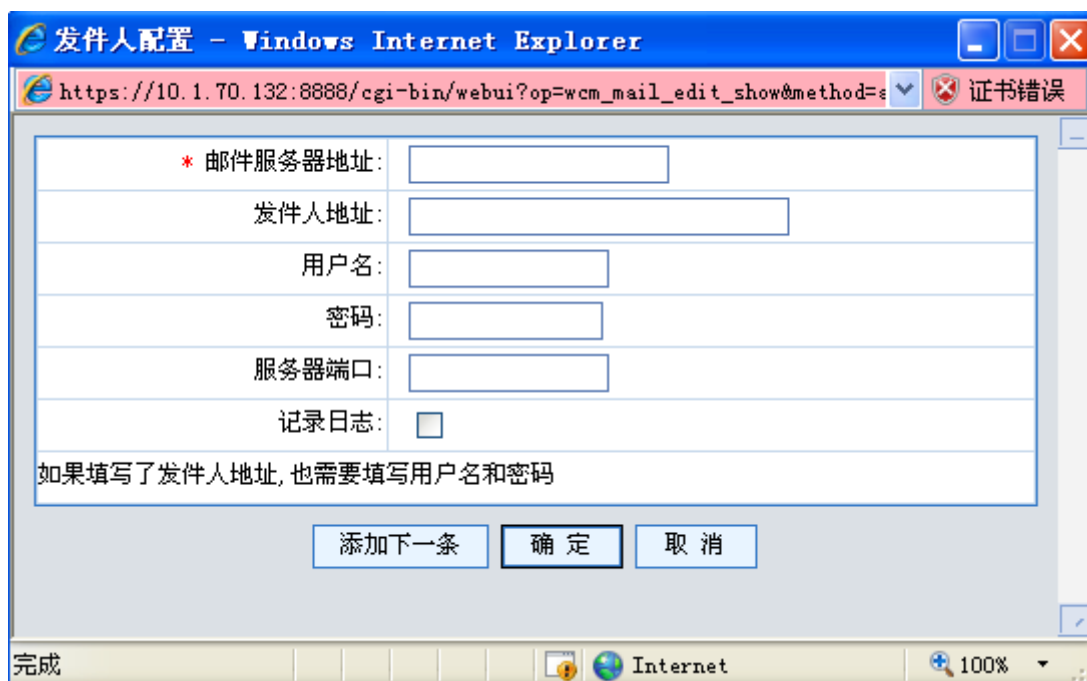 发件人配置 - Windows Internet Explorer
https://10.1.70.132:8888/cgi-bin/webui?op=wcm_mail_edit_show&method=
证书错误
* 邮件服务器地址:
发件人地址:
用户名:
密码:
服务器端口:
记录日志:
如果填写了发件人地址,也需要填写用户名和密码
添加下一条 确定 取消
完成 Internet 100%